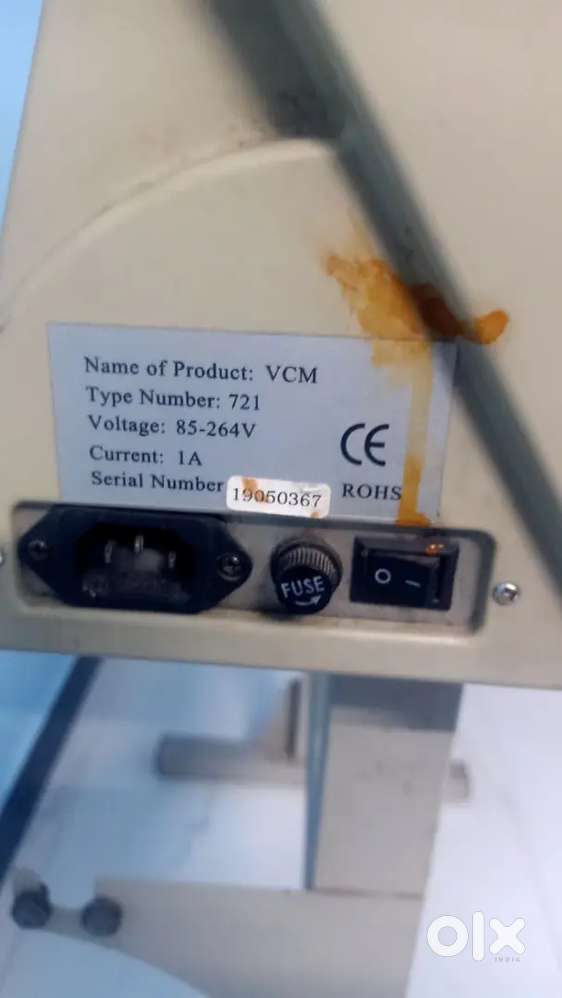 Name of Product: VCM
Type Number: 721
Voltage: 85-264V
Current: 1A
Serial Number 19050367
CE
ROHS
FUSE
O –
olx
INDIA